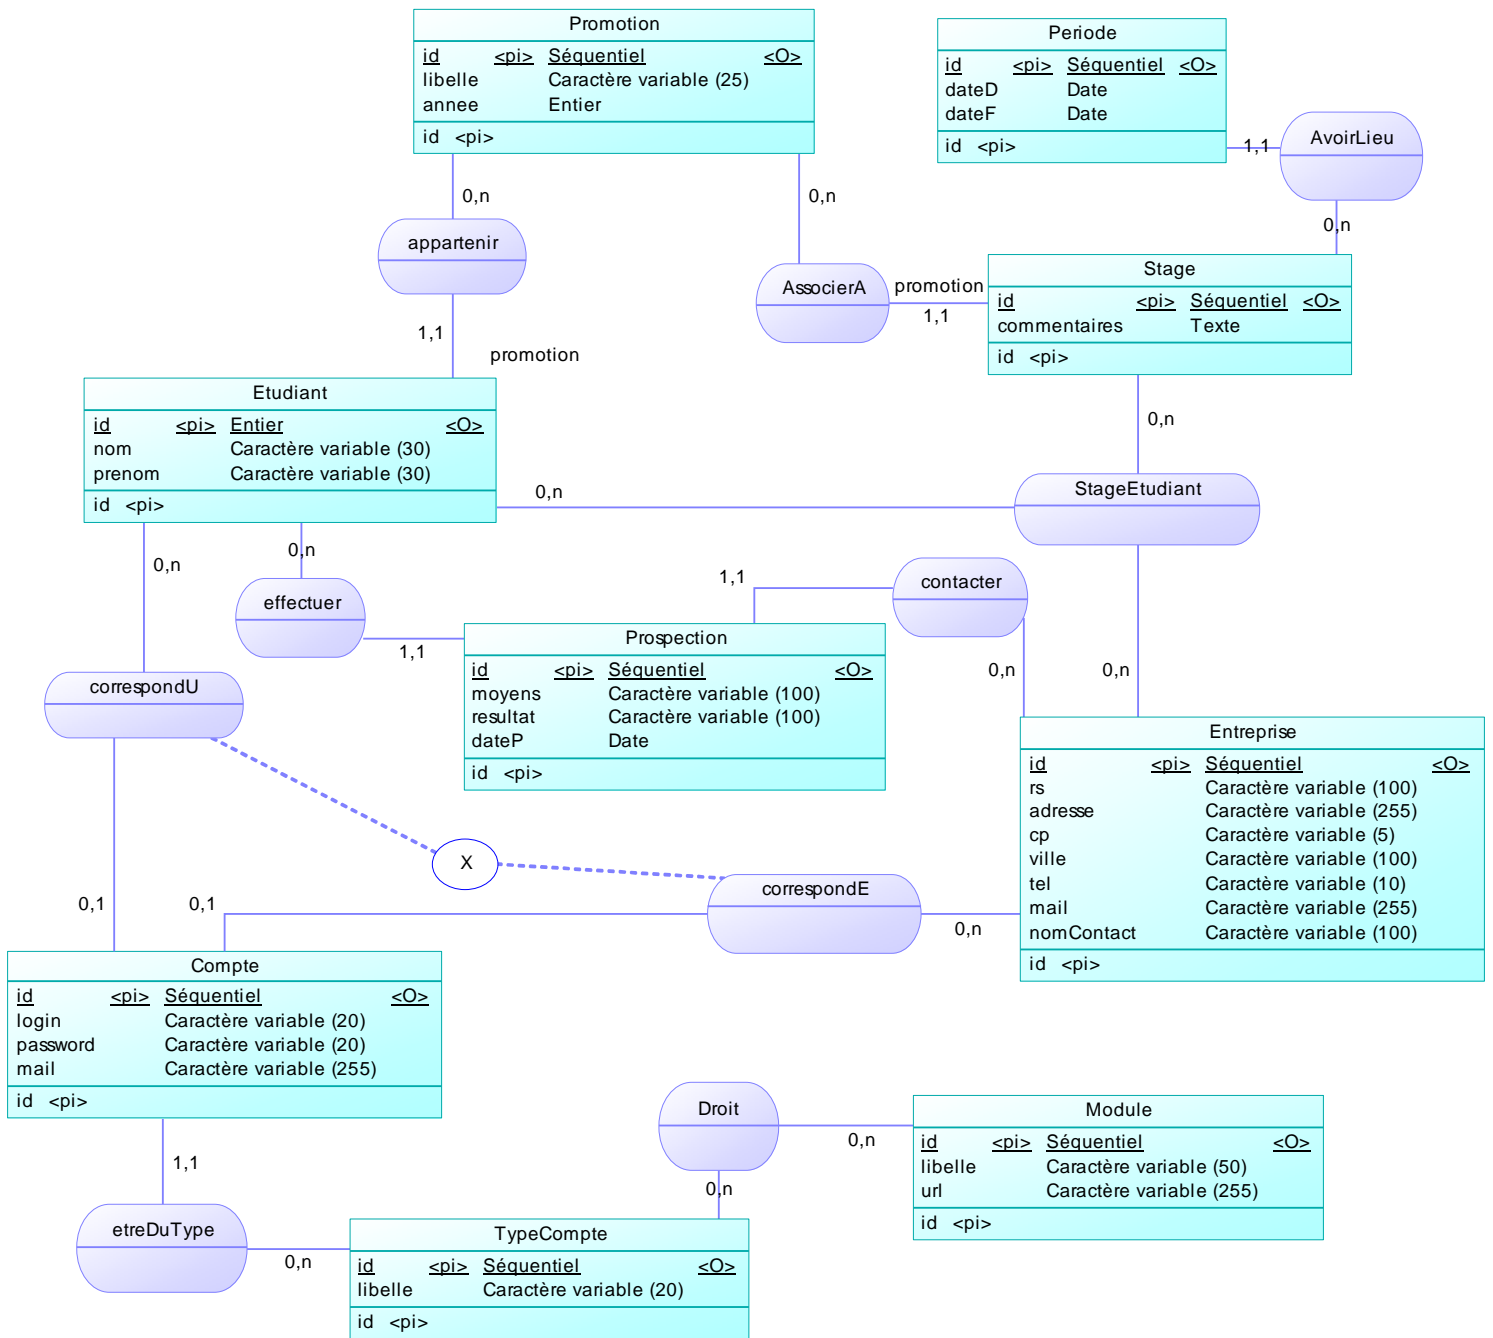 Promotion
id <pi> Séquentiel <O>
libelle Caractère variable (25)
annee Entier
id <pi>
Periode
id <pi> Séquentiel <O>
dateD Date
dateF Date
id <pi>
1,1
AvoirLieu
0,n
0,n
0,n
appartenir
AssocierA
promotion
1,1
Stage
id <pi> Séquentiel <O>
commentaires Texte
id <pi>
1,1
promotion
Etudiant
id <pi> Entier <O>
nom Caractère variable (30)
prenom Caractère variable (30)
id <pi>
0,n
0,n
StageEtudiant
0,n
0,n
effectuer
1,1
1,1
contacter
0,n
0,n
Prospection
id <pi> Séquentiel <O>
moyens Caractère variable (100)
resultat Caractère variable (100)
dateP Date
id <pi>
correspondU
Entreprise
id <pi> Séquentiel <O>
rs Caractère variable (100)
adresse Caractère variable (255)
cp Caractère variable (5)
ville Caractère variable (100)
tel Caractère variable (10)
mail Caractère variable (255)
nomContact Caractère variable (100)
id <pi>
X
correspondE
0,1
0,1
0,n
Compte
id <pi> Séquentiel <O>
login Caractère variable (20)
password Caractère variable (20)
mail Caractère variable (255)
id <pi>
1,1
Droit
0,n
Module
id <pi> Séquentiel <O>
libelle Caractère variable (50)
url Caractère variable (255)
id <pi>
0,n
etreDuType
0,n
TypeCompte
id <pi> Séquentiel <O>
libelle Caractère variable (20)
id <pi>